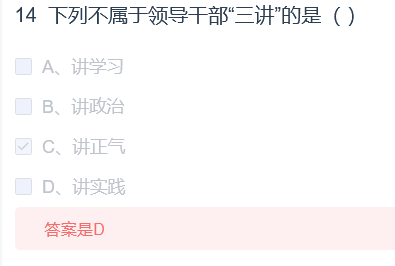 14 下列不属于领导干部“三讲”的是（）
A、讲学习
B、讲政治
C、讲正气
D、讲实践
答案是D